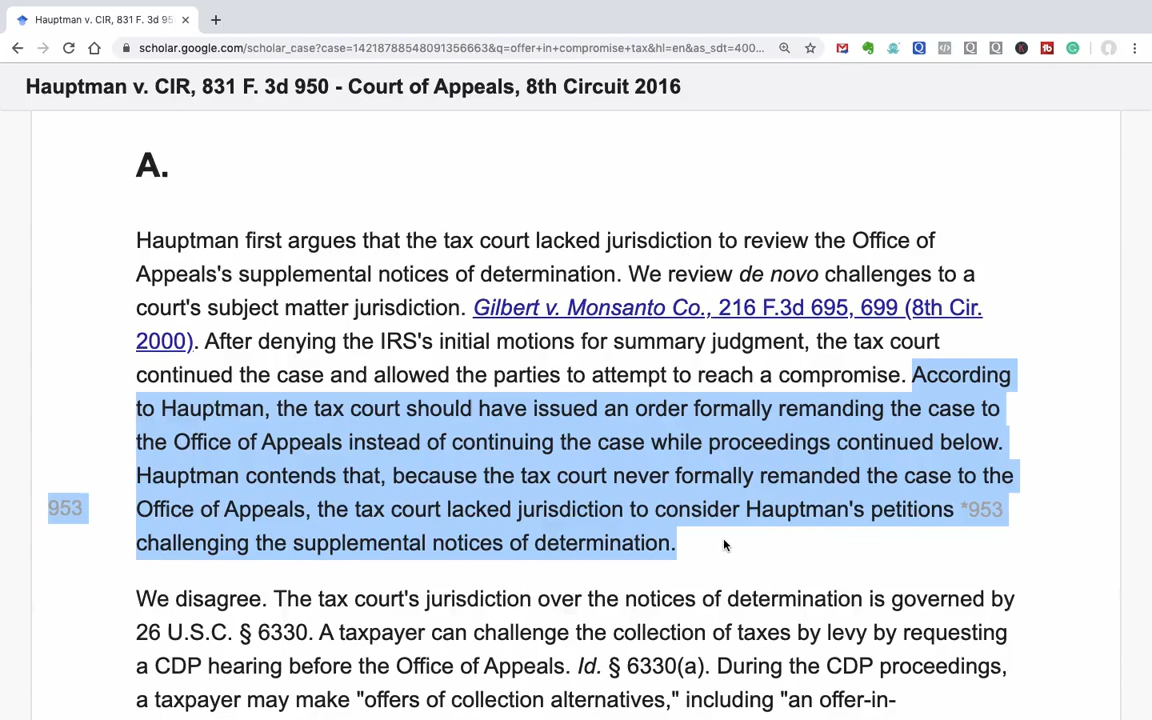 Hauptman v. CIR, 831 F. 3d 95
scholar.google.com/scholar_case?case=14218788548091356663&q=offer+in+compromise+tax&hl=en&as_sdt=400...
Hauptman v. CIR, 831 F. 3d 950 - Court of Appeals, 8th Circuit 2016
A.
Hauptman first argues that the tax court lacked jurisdiction to review the Office of
Appeals's supplemental notices of determination. We review de novo challenges to a
court's subject matter jurisdiction. Gilbert v. Monsanto Co., 216 F.3d 695, 699 (8th Cir.
2000). After denying the IRS's initial motions for summary judgment, the tax court
continued the case and allowed the parties to attempt to reach a compromise. According
to Hauptman, the tax court should have issued an order formally remanding the case to
the Office of Appeals instead of continuing the case while proceedings continued below.
Hauptman contends that, because the tax court never formally remanded the case to the
953 Office of Appeals, the tax court lacked jurisdiction to consider Hauptman's petitions *953
challenging the supplemental notices of determination.
We disagree. The tax court's jurisdiction over the notices of determination is governed by
26 U.S.C. § 6330. A taxpayer can challenge the collection of taxes by levy by requesting
a CDP hearing before the Office of Appeals. Id. § 6330(a). During the CDP proceedings,
a taxpayer may make "offers of collection alternatives," including "an offer-in-